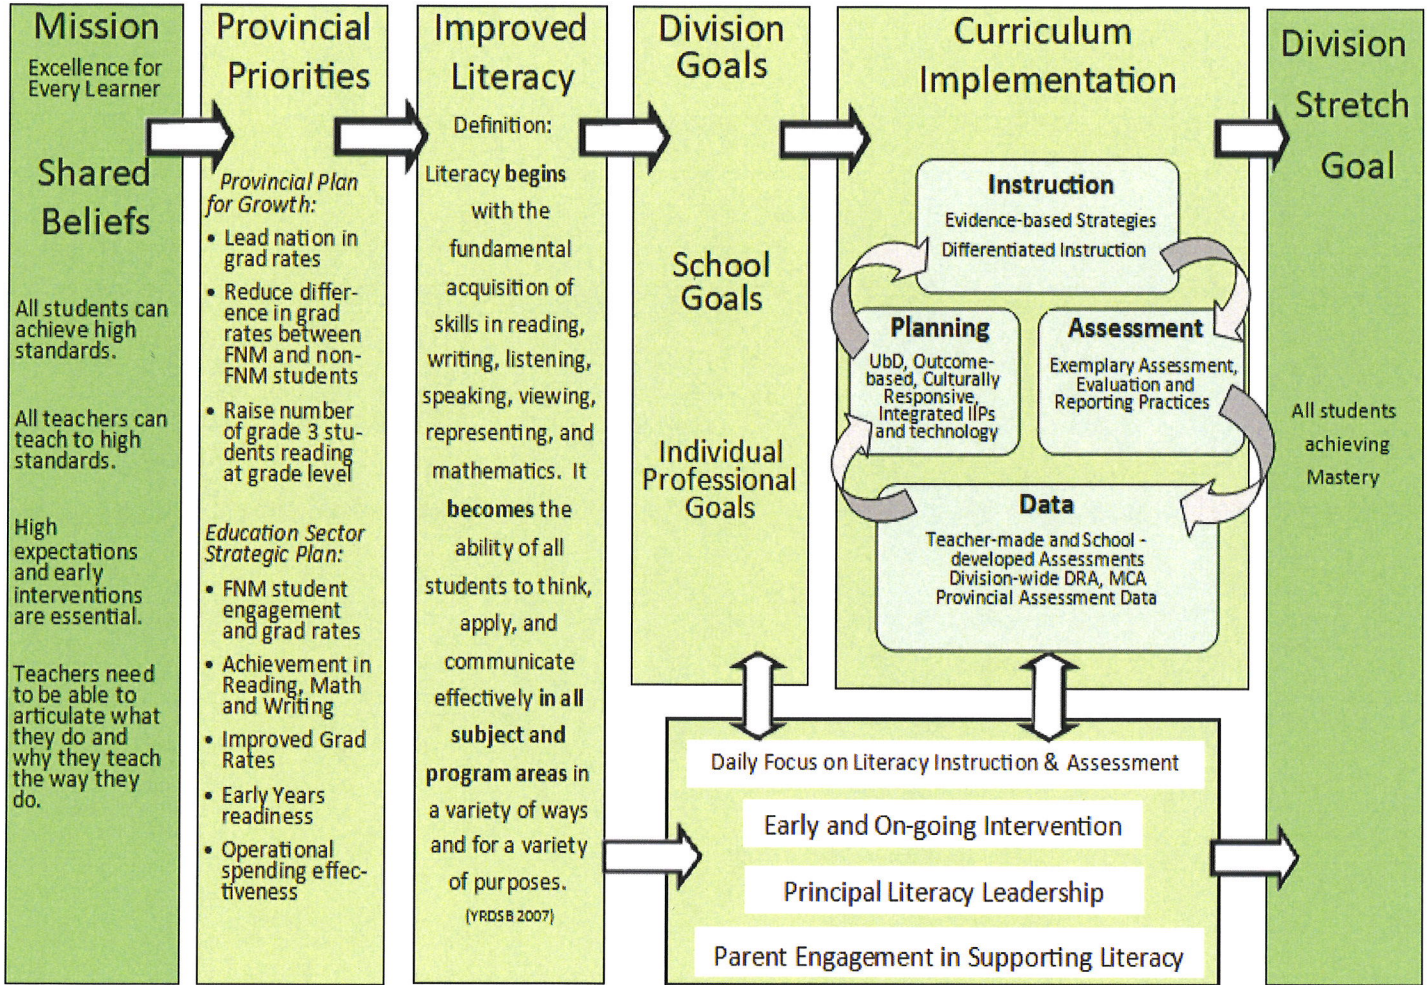 Mission
Excellence for
Every Learner
Shared
Beliefs
All students can
achieve high
standards.
All teachers can
teach to high
standards.
High
expectations
and early
interventions
are essential.
Teachers need
to be able to
articulate what
they do and
why they teach
the way they
do.
Provincial
Priorities
Provincial Plan
for Growth:
• Lead nation in
grad rates
• Reduce differ-
ence in grad
rates between
FNM and non-
FNM students
• Raise number
of grade 3 stu-
dents reading
at grade level
Education Sector
Strategic Plan:
• FNM student
engagement
and grad rates
• Achievement in
Reading, Math
and Writing
• Improved Grad
Rates
• Early Years
readiness
• Operational
spending effec-
tiveness
Improved
Literacy
Definition:
Literacy begins
with the
fundamental
acquisition of
skills in reading,
writing, listening,
speaking, viewing,
representing, and
mathematics. It
becomes the
ability of all
students to think,
apply, and
communicate
effectively in all
subject and
program areas in
a variety of ways
and for a variety
of purposes.
(YRDSB 2007)
Division
Goals
School
Goals
Individual
Professional
Goals
Curriculum
Implementation
Instruction
Evidence-based Strategies
Differentiated Instruction
Planning
UbD, Outcome-
based, Culturally
Responsive,
Integrated IIPs
and technology
Assessment
Exemplary Assessment,
Evaluation and
Reporting Practices
Data
Teacher-made and School -
developed Assessments
Division-wide DRA, MCA
Provincial Assessment Data
Daily Focus on Literacy Instruction & Assessment
Early and On-going Intervention
Principal Literacy Leadership
Parent Engagement in Supporting Literacy
Division
Stretch
Goal
All students
achieving
Mastery